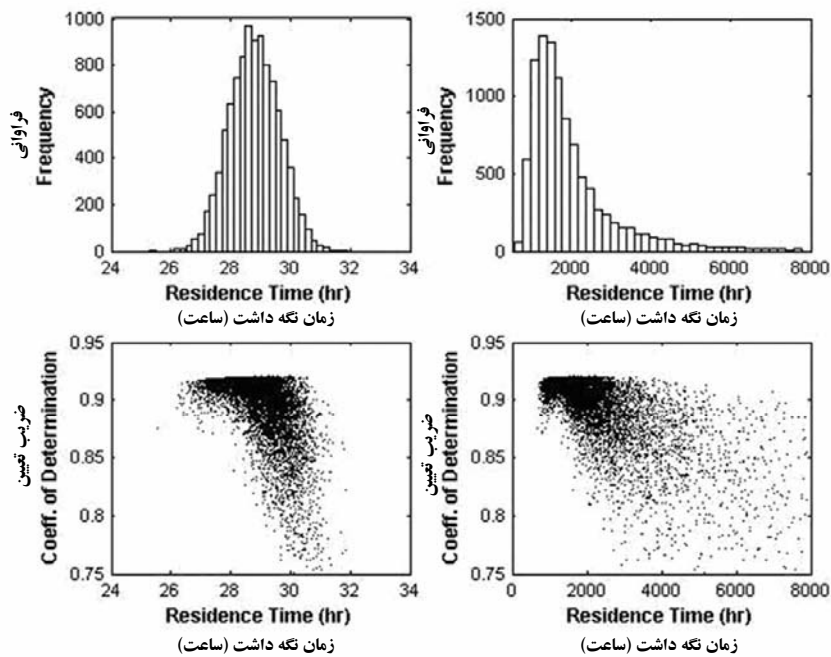 1000
800
600
400
200
0
فراوانی
Frequency
24 26 28 30 32 34
Residence Time (hr)
زمان نگه داشت (ساعت)
1500
1000
500
0
فراوانی
Frequency
2000 4000 6000 8000
Residence Time (hr)
زمان نگه داشت (ساعت)
0.95
0.9
0.85
0.8
0.75
ضریب تعیین
Coeff. of Determination
24 26 28 30 32 34
Residence Time (hr)
زمان نگه داشت (ساعت)
0.95
0.9
0.85
0.8
0.75
ضریب تعیین
Coeff. of Determination
0 2000 4000 6000 8000
Residence Time (hr)
زمان نگه داشت (ساعت)